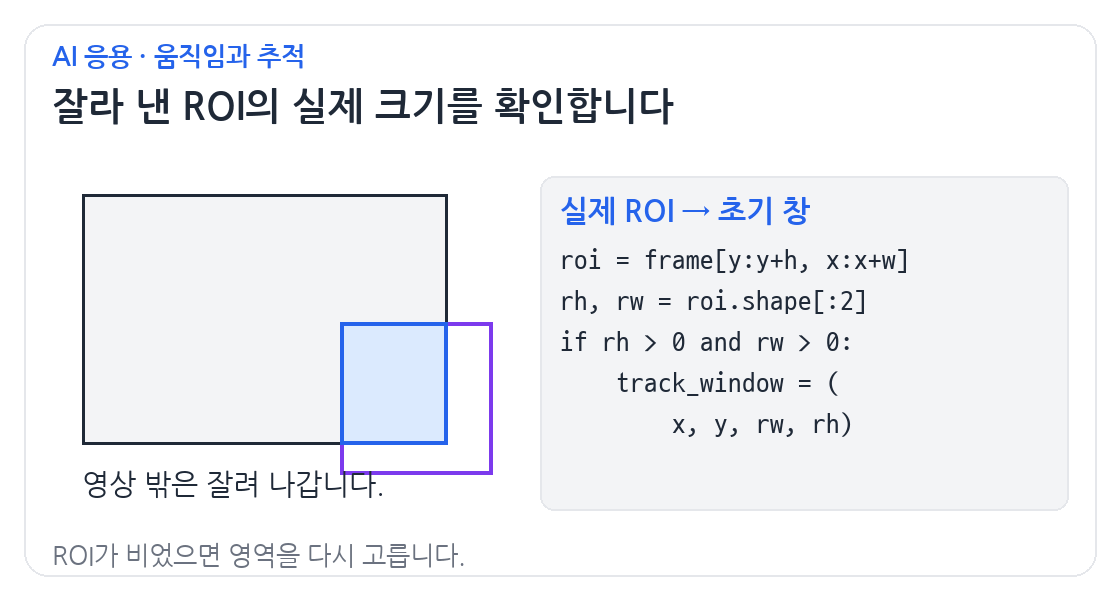 AI 응용 · 움직임과 추적
잘라 낸 ROI의 실제 크기를 확인합니다
실제 ROI → 초기 창
roi = frame[y:y+h, x:x+w]
rh, rw = roi.shape[:2]
if rh > 0 and rw > 0:
    track_window = (
        x, y, rw, rh)
영상 밖은 잘려 나갑니다.
ROI가 비었으면 영역을 다시 고릅니다.